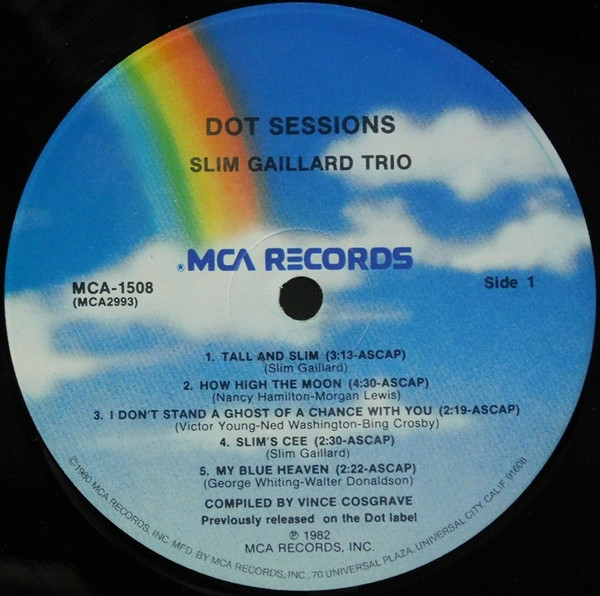 DOT SESSIONS
SLIM GAILLARD TRIO
®MCA RECORDS
MCA-1508
(MCA2993)
Side 1
1. TALL AND SLIM (3:13-ASCAP)
(Slim Gaillard)
2. HOW HIGH THE MOON (4:30-ASCAP)
(Nancy Hamilton-Morgan Lewis)
3. I DON'T STAND A GHOST OF A CHANCE WITH YOU (2:19-ASCAP)
(Victor Young-Ned Washington-Bing Crosby)
4. SLIM'S CEE (2:30-ASCAP)
(Slim Gaillard)
5. MY BLUE HEAVEN (2:22-ASCAP)
(George Whiting-Walter Donaldson)
COMPILED BY VINCE COSGRAVE
Previously released on the Dot label
℗ 1982
MCA RECORDS, INC.
©1980 MCA RECORDS, INC. MFD. BY MCA RECORDS, INC., 70 UNIVERSAL PLAZA, UNIVERSAL CITY, CALIF. 91608